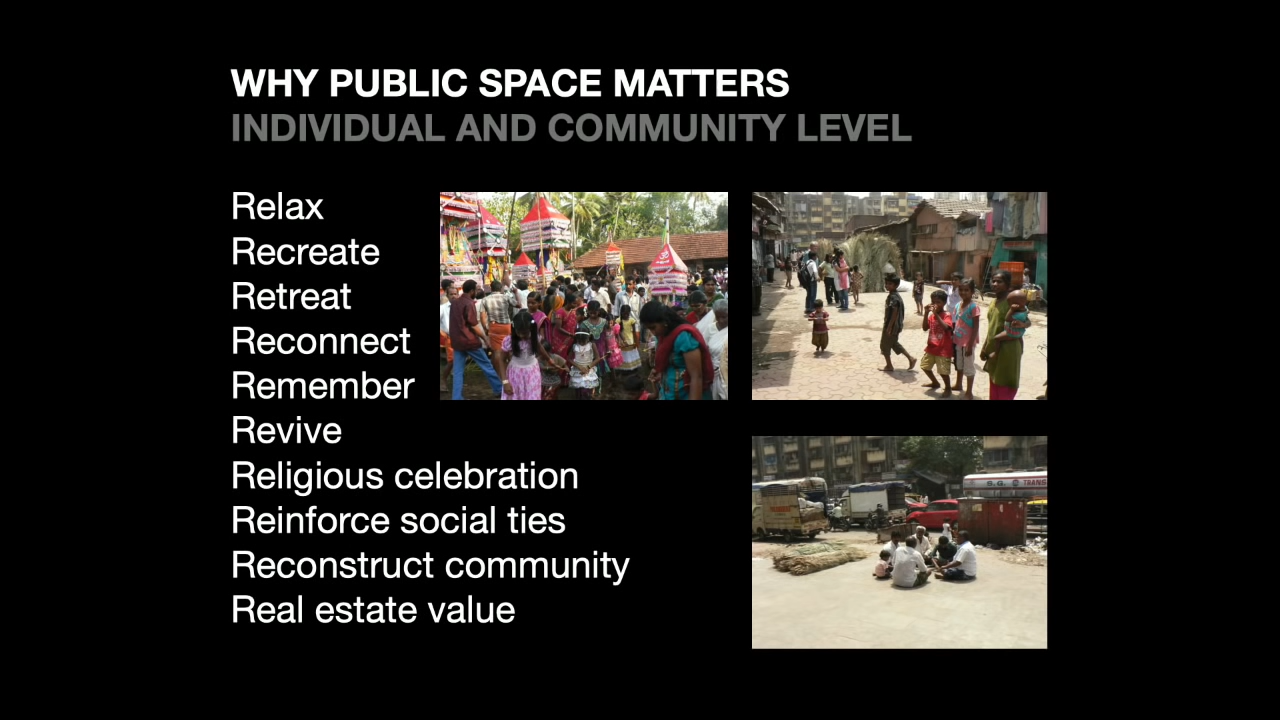 WHY PUBLIC SPACE MATTERS
INDIVIDUAL AND COMMUNITY LEVEL
Relax
Recreate
Retreat
Reconnect
Remember
Revive
Religious celebration
Reinforce social ties
Reconstruct community
Real estate value
S.G. TRANS